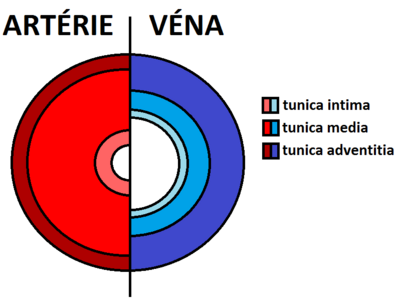 ARTÉRIE VÉNA
tunica intima
tunica media
tunica adventitia